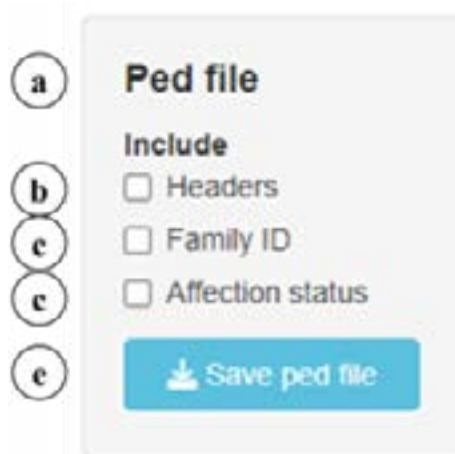 a Ped file
Include
b Headers
c Family ID
c Affection status
e Save ped file